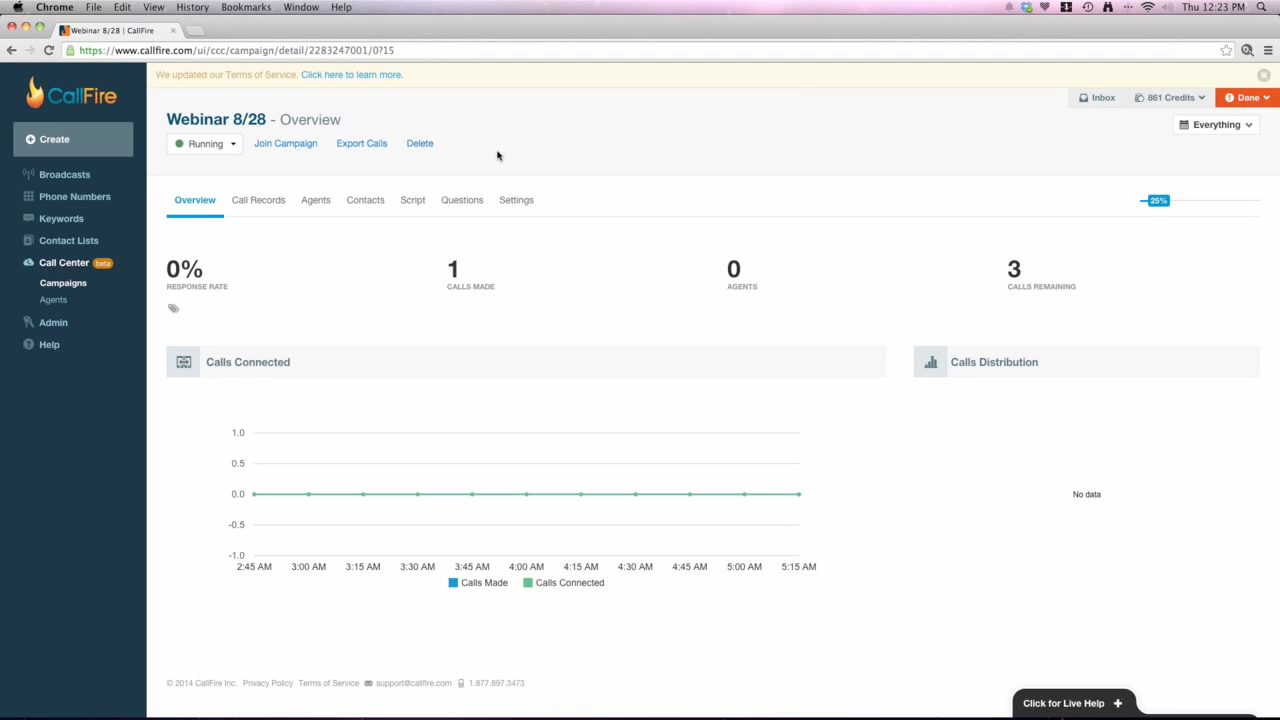 Chrome File Edit View History Bookmarks Window Help
1 Thu 12:23 PM
Webinar 8/28 | CallFire
https://www.callfire.com/ui/ccc/campaign/detail/2283247001/0?15
We updated our Terms of Service. Click here to learn more.
CallFire
Inbox 861 Credits Dane
Webinar 8/28 - Overview
Everything
Create
Running Join Campaign Export Calls Delete
Broadcasts
Phone Numbers
Keywords
Contact Lists
Call Center beta
Campaigns
Agents
Admin
Help
Overview Call Records Agents Contacts Script Questions Settings 25%
0% 1 0 3
RESPONSE RATE CALLS MADE AGENTS CALLS REMAINING
Calls Connected Calls Distribution
1.0
0.5
0.0
-0.5
-1.0
No data
2:45 AM 3:00 AM 3:15 AM 3:30 AM 3:45 AM 4:00 AM 4:15 AM 4:30 AM 4:45 AM 5:00 AM 5:15 AM
Calls Made Calls Connected
© 2014 CallFire Inc. Privacy Policy Terms of Service support@callfire.com 1.877.897.3473
Click for Live Help +